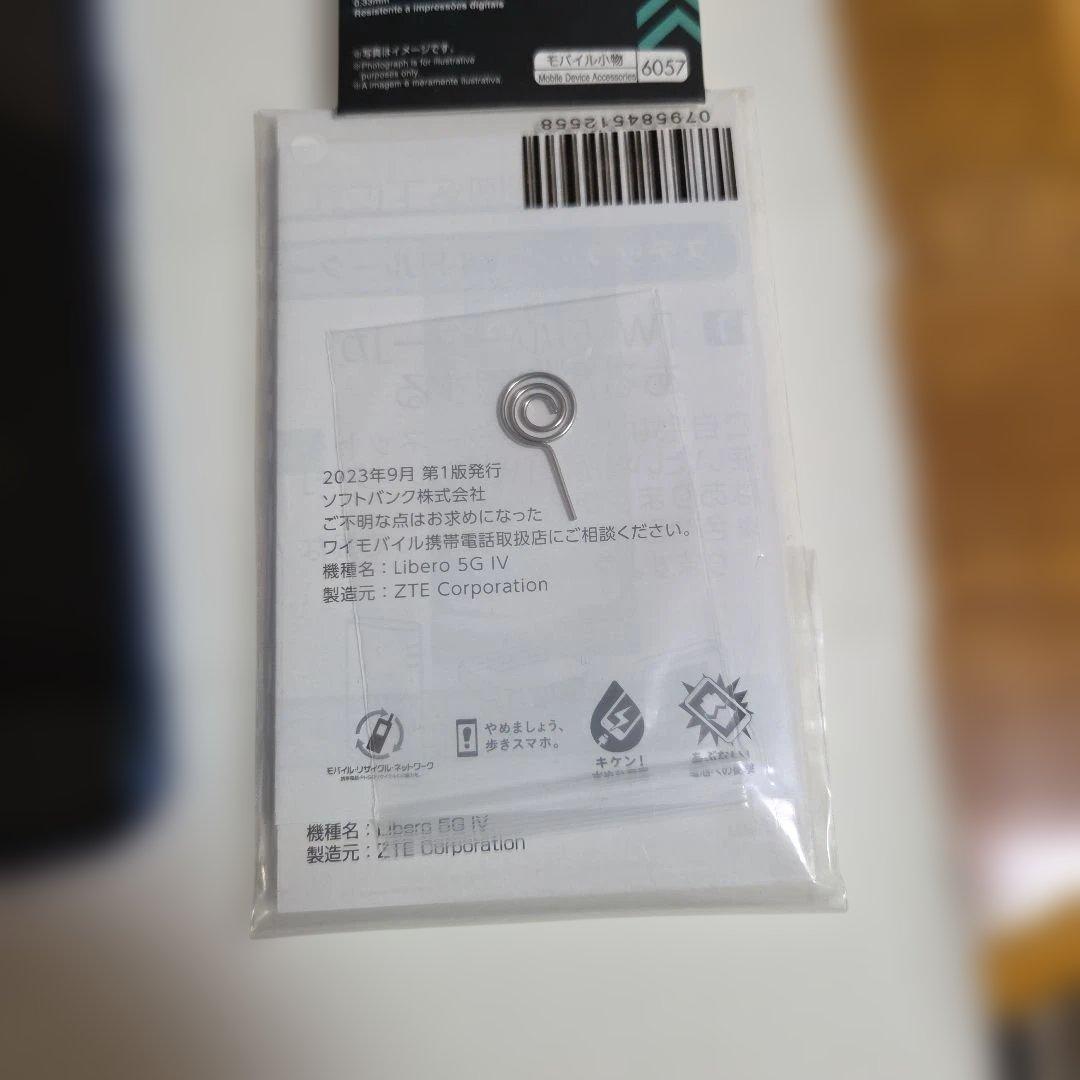 0.33mm
Resistente a impressões digitais
※写真はイメージです。
※Photograph is for illustrative
purposes only.
※A imagem é meramente ilustrativa.
モバイル小物
Mobile Device Accessories
6057
0795844512558
2023年9月 第1版発行
ソフトバンク株式会社
ご不明な点はお求めになった
ワイモバイル携帯電話取扱店にご相談ください。
機種名：Libero 5G IV
製造元：ZTE Corporation
モバイル・リサイクル・ネットワーク
やめましょう、
歩きスマホ。
キケン!
機種名：Libero 5G IV
製造元：ZTE Corporation